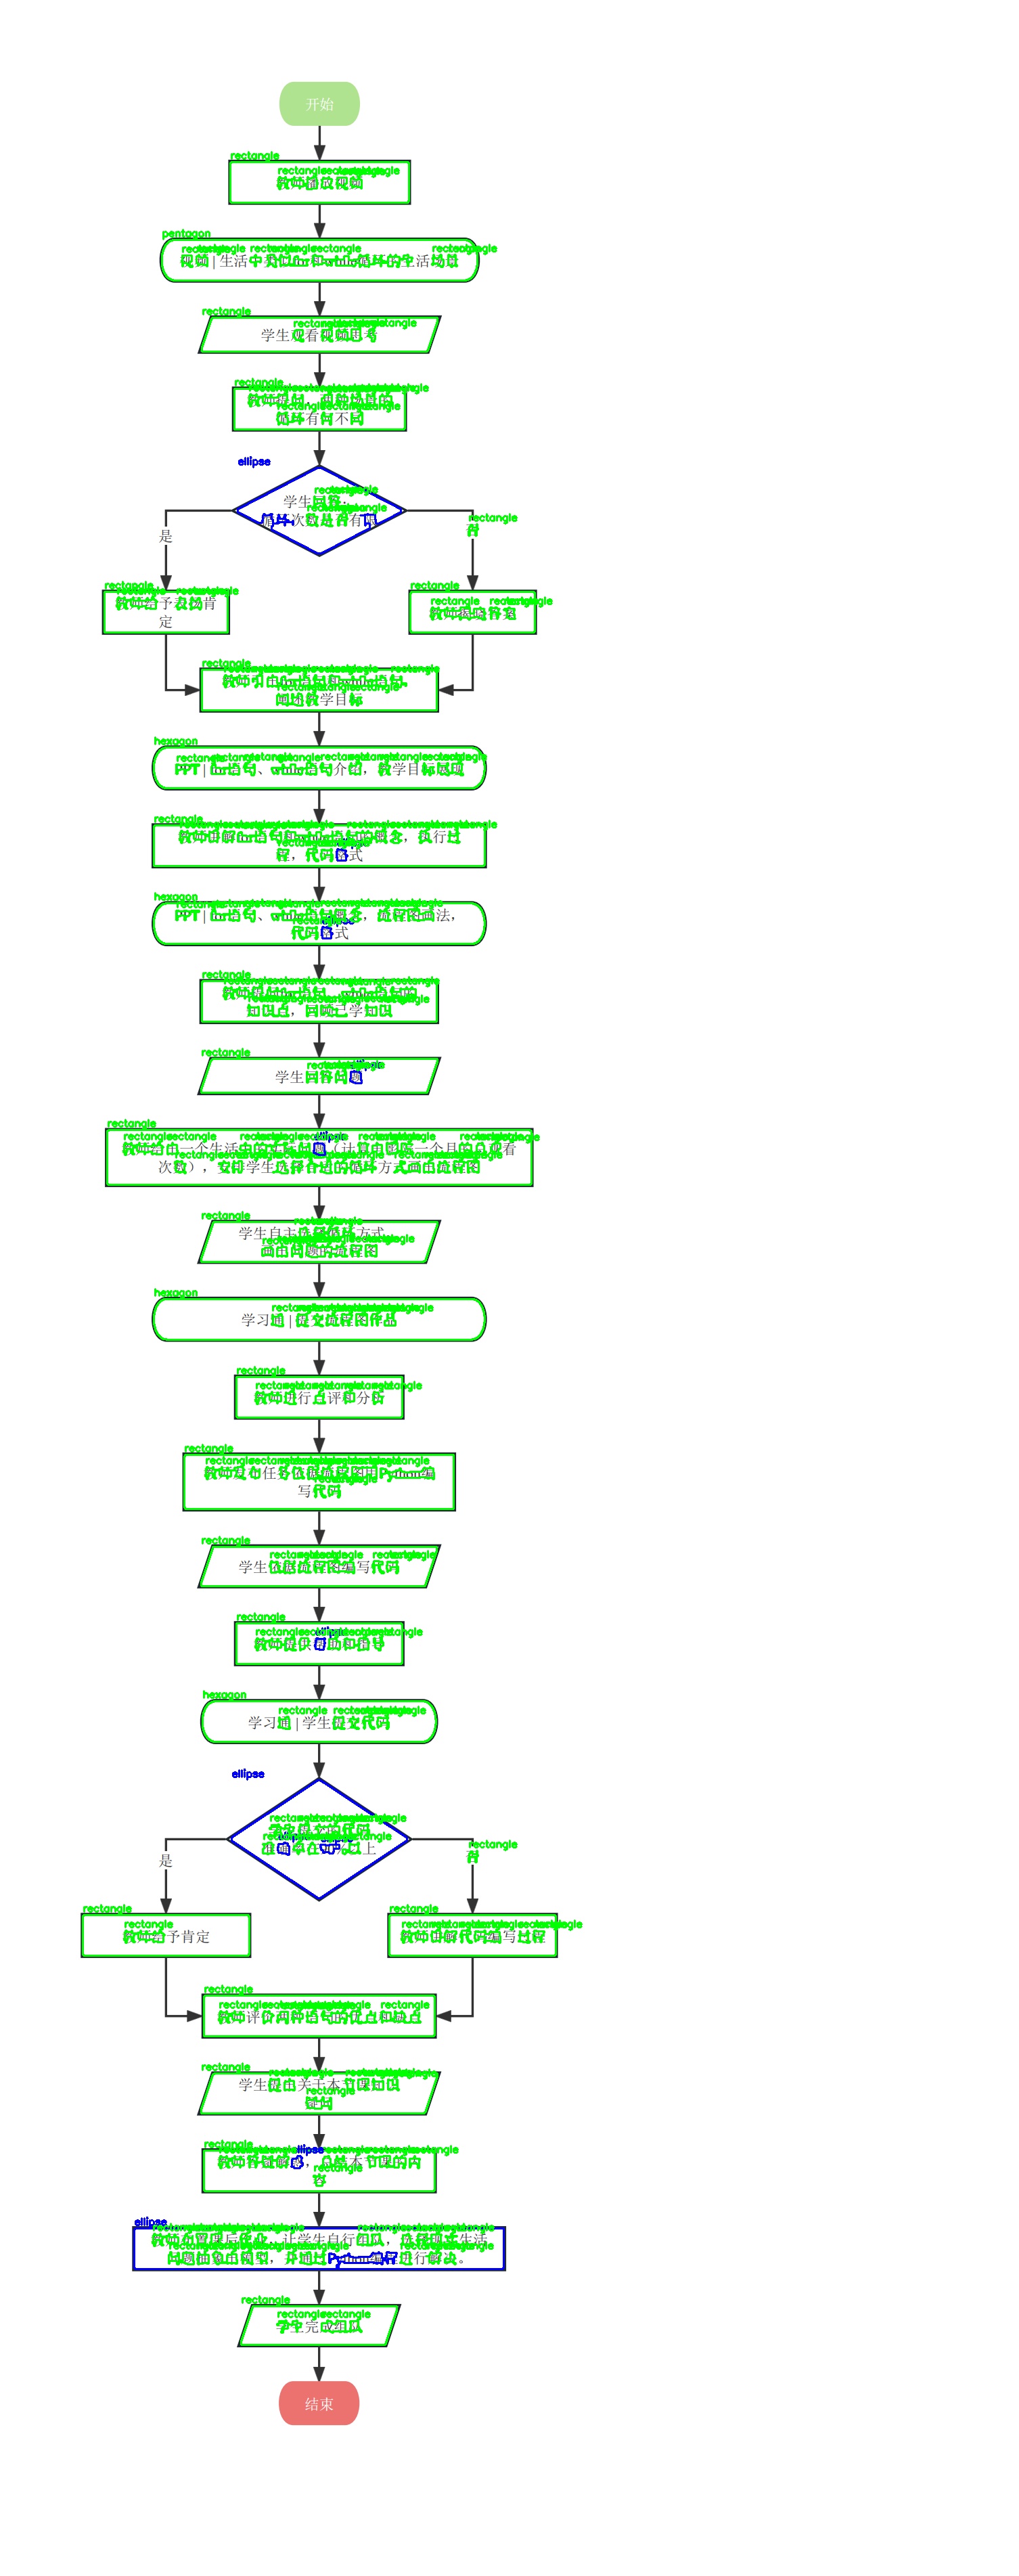 开始
rectangle
教师播放视频
pentagon
视频 | 生活中类似for和while循环的生活场景
rectangle
学生观看视频思考
rectangle
教师提问，两种场景的
循环有何不同
ellipse
学生回答：
循环次数是否有限
是
rectangle
否
rectangle
教师给予表扬肯
定
rectangle
教师揭晓答案
rectangle
教师引出for语句和while语句，
阐述教学目标
hexagon
PPT | for语句、while语句介绍，教学目标展现
rectangle
教师讲解for语句和while语句的概念，执行过
程，代码格式
hexagon
PPT | for语句、while语句概念，流程图画法，
代码格式
rectangle
教师提问for语句、while语句的
知识点，回顾已学知识
rectangle
学生回答问题
rectangle
教师给出一个生活中的实际问题（计算电影院一个月的总观看
次数），安排学生选择合适的循环方式画出流程图
rectangle
学生自主选择循环方式
画出问题的流程图
hexagon
学习通 | 提交流程图作品
rectangle
教师进行点评和分析
rectangle
教师发布任务依据流程图用Python编
写代码
rectangle
学生依据流程图编写代码
rectangle
教师提供帮助和指导
hexagon
学习通 | 学生提交代码
ellipse
学生提交的代码
准确率在以上
是
rectangle
否
rectangle
教师给予肯定
rectangle
教师讲解代码编写过程
rectangle
教师评价两种语句的优点和缺点
rectangle
学生提出关于本节课知识
疑问
rectangle
教师答疑解惑，总结本节课的内
容
ellipse
教师布置课后作业，让学生自行组队，选择现实生活
问题抽象出模型，并通过Python编程进行解决。
rectangle
学生完成组队
结束